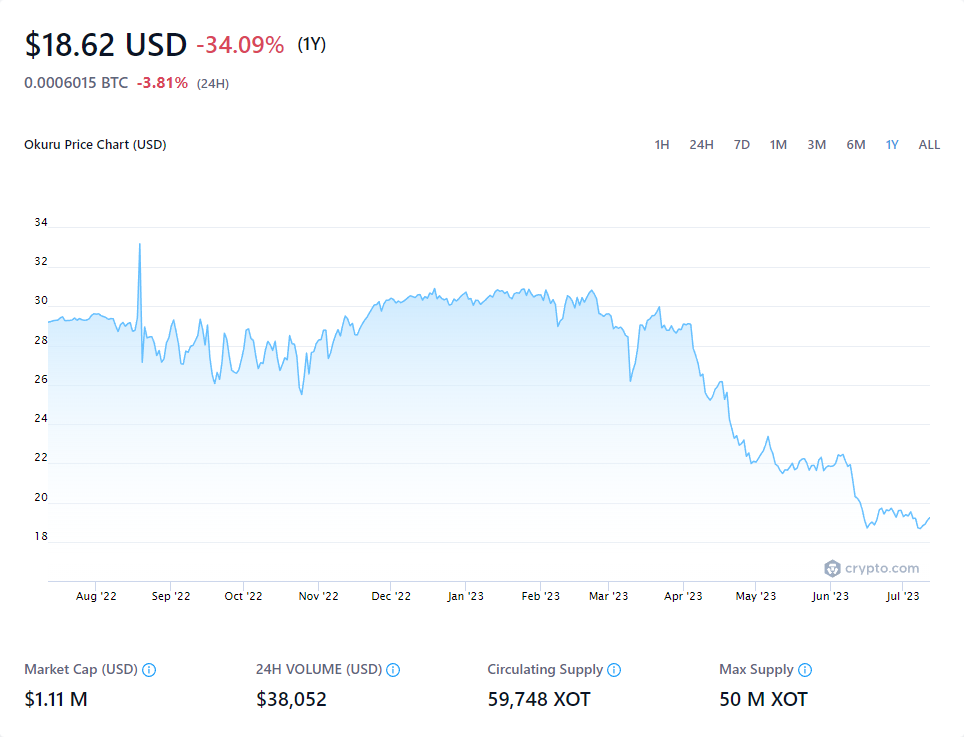 $18.62 USD -34.09% (1Y)
0.0006015 BTC -3.81% (24H)
Okuru Price Chart (USD) 1H 24H 7D 1M 3M 6M 1Y ALL
34
32
30
28
26
24
22
20
18
crypto.com
Aug '22 Sep '22 Oct '22 Nov '22 Dec '22 Jan '23 Feb '23 Mar '23 Apr '23 May '23 Jun '23 Jul '23
Market Cap (USD) 24H VOLUME (USD) Circulating Supply Max Supply
$1.11 M $38,052 59,748 XOT 50 M XOT